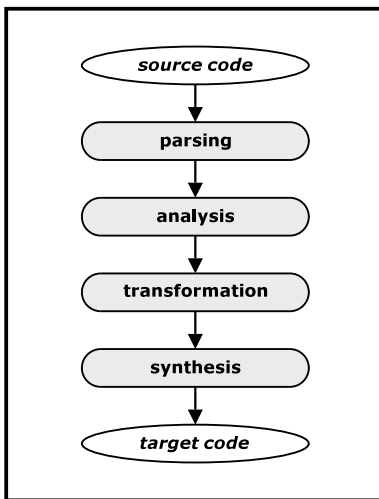 source code
parsing
analysis
transformation
synthesis
target code